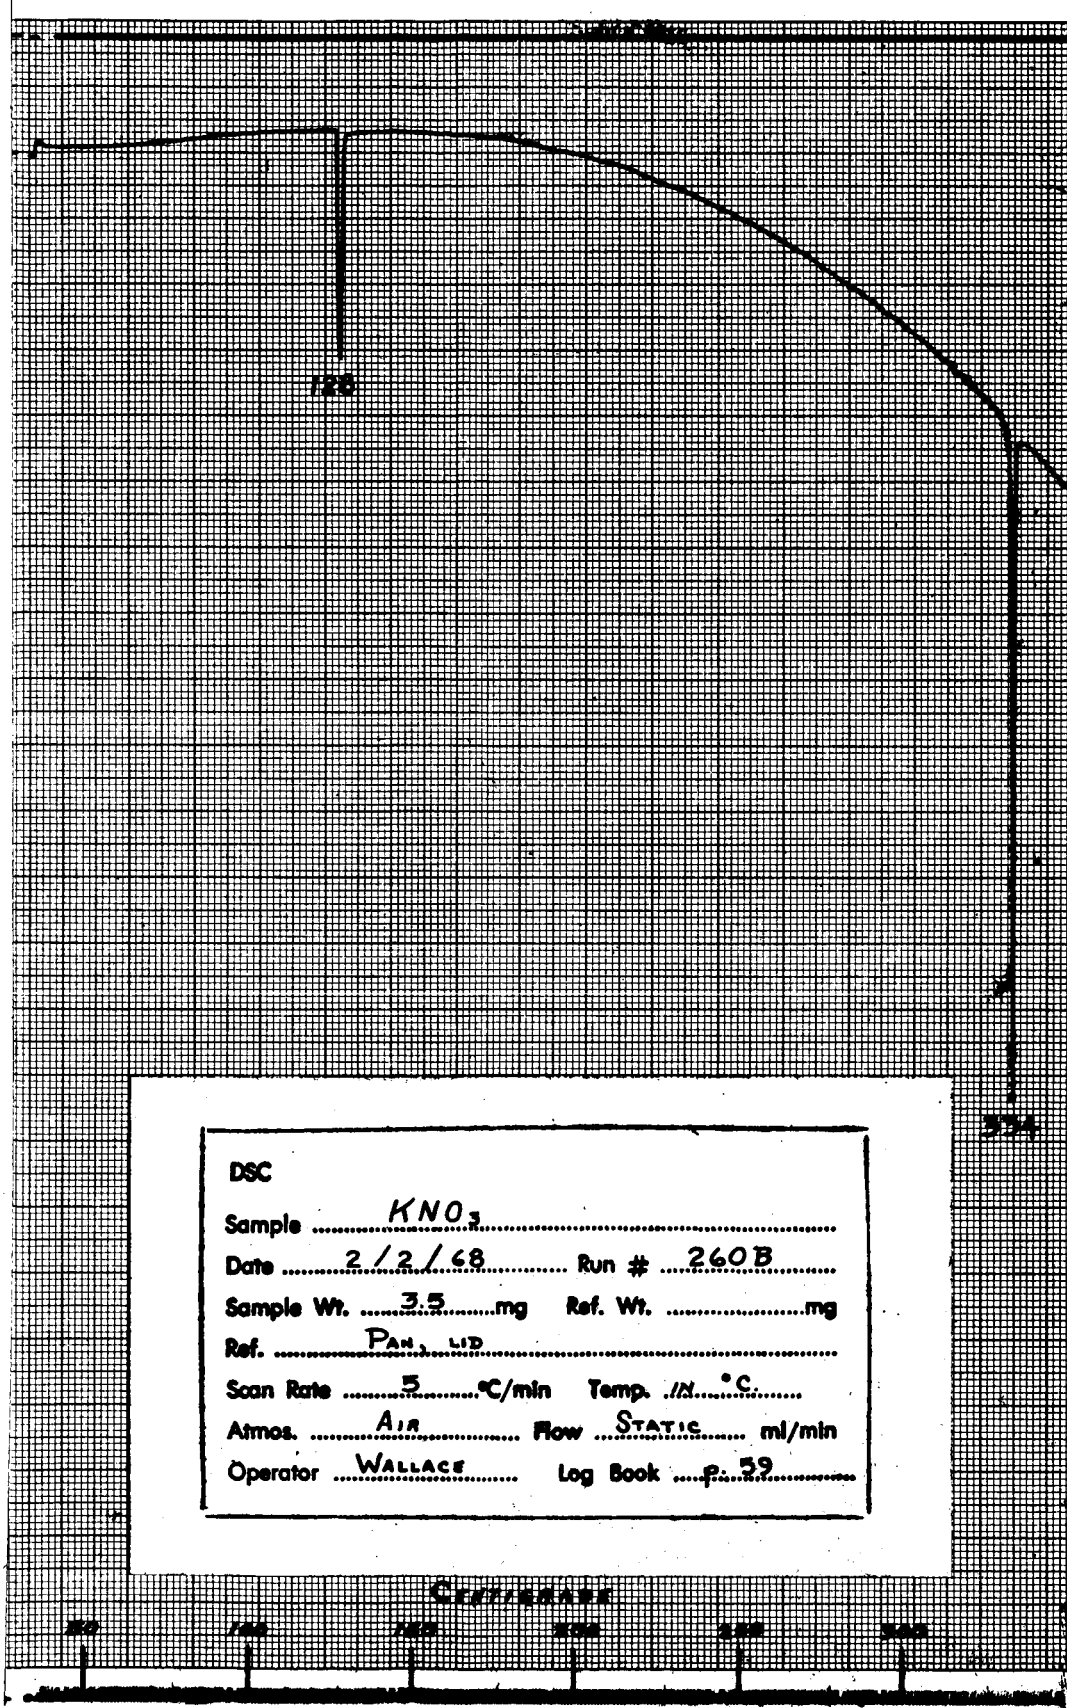 128
334
DSC
Sample KNO3
Date 2/2/68 Run # 260B
Sample Wt. 3.5 mg Ref. Wt. mg
Ref. PAN, LID
Scan Rate 5 °C/min Temp. IN °C.
Atmos. AIR Flow STATIC ml/min
Operator WALLACE Log Book p. 59
CENTIGRADE
50 100 150 200 250 300